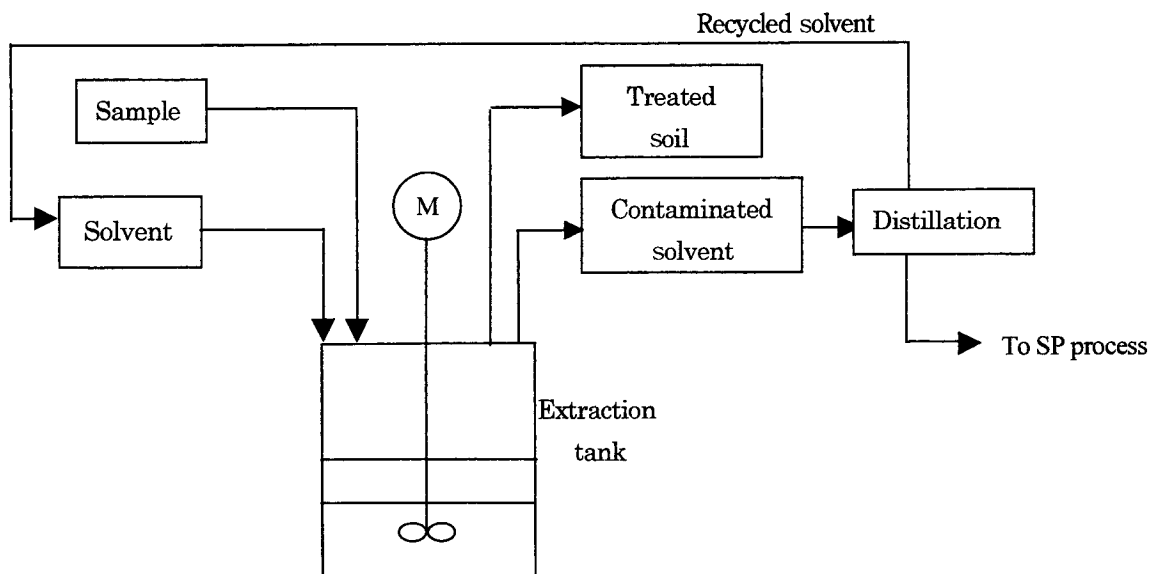 Recycled solvent
Sample
Treated
soil
M
Solvent
Contaminated
solvent
Distillation
To SP process
Extraction
tank